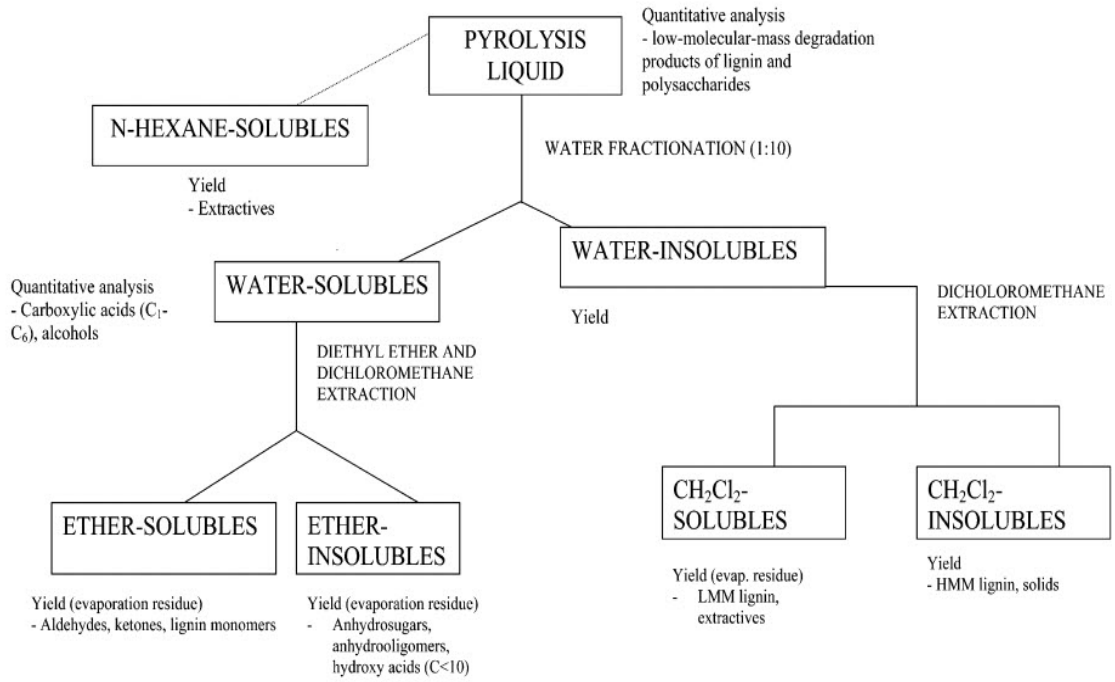 PYROLYSIS
LIQUID
Quantitative analysis
- low-molecular-mass degradation
products of lignin and
polysaccharides
N-HEXANE-SOLUBLES
Yield
- Extractives
WATER FRACTIONATION (1:10)
WATER-SOLUBLES
Quantitative analysis
- Carboxylic acids (C₁-
C₆), alcohols
WATER-INSOLUBLES
Yield
DICHOLOROMETHANE
EXTRACTION
DIETHYL ETHER AND
DICHLOROMETHANE
EXTRACTION
ETHER-SOLUBLES
Yield (evaporation residue)
- Aldehydes, ketones, lignin monomers
ETHER-
INSOLUBLES
Yield (evaporation residue)
- Anhydrosugars,
anhydrooligomers,
hydroxy acids (C<10)
CH₂Cl₂-
SOLUBLES
Yield (evap. residue)
- LMM lignin,
extractives
CH₂Cl₂-
INSOLUBLES
Yield
- HMM lignin, solids